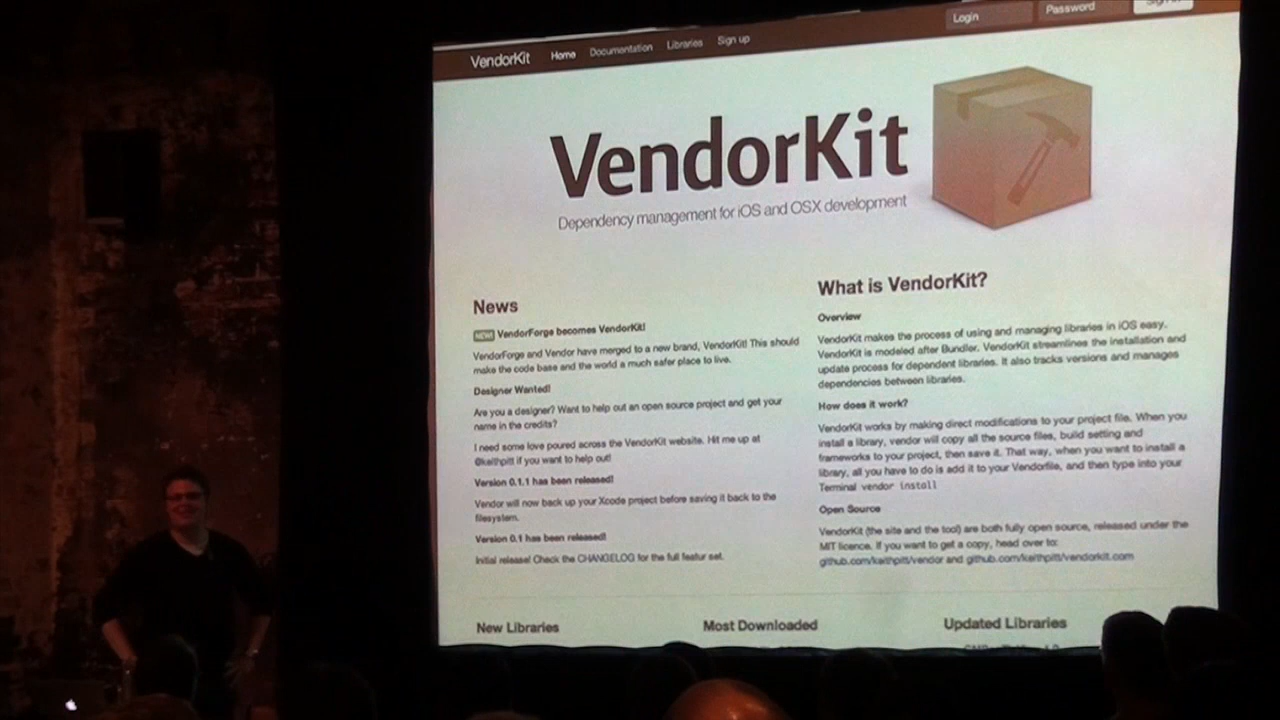 VendorKit Home Documentation Libraries Sign up Login Password
VendorKit
Dependency management for iOS and OSX development
News
NEW VendorForge becomes VendorKit!
VendorForge and Vendor have merged to a new brand, VendorKit! This should
make the code base and the world a much safer place to live.
Designer Wanted!
Are you a designer? Want to help out an open source project and get your
name in the credits?
I need some love poured across the VendorKit website. Hit me up at
@keithpitt if you want to help out!
Version 0.1.1 has been released!
Vendor will now back up your Xcode project before saving it back to the
filesystem.
Version 0.1 has been released!
Initial release! Check the CHANGELOG for the full featur set.
What is VendorKit?
Overview
VendorKit makes the process of using and managing libraries in iOS easy.
VendorKit is modeled after Bundler. VendorKit streamlines the installation and
update process for dependent libraries. It also tracks versions and manages
dependencies between libraries.
How does it work?
VendorKit works by making direct modifications to your project file. When you
install a library, vendor will copy all the source files, build setting and
frameworks to your project, then save it. That way, when you want to install a
library, all you have to do is add it to your Vendorfile, and then type into your
Terminal vendor install
Open Source
VendorKit (the site and the tool) are both fully open source, released under the
MIT licence. If you want to get a copy, head over to:
github.com/keithpitt/vendor and github.com/keithpitt/vendorkit.com
New Libraries
Most Downloaded
Updated Libraries